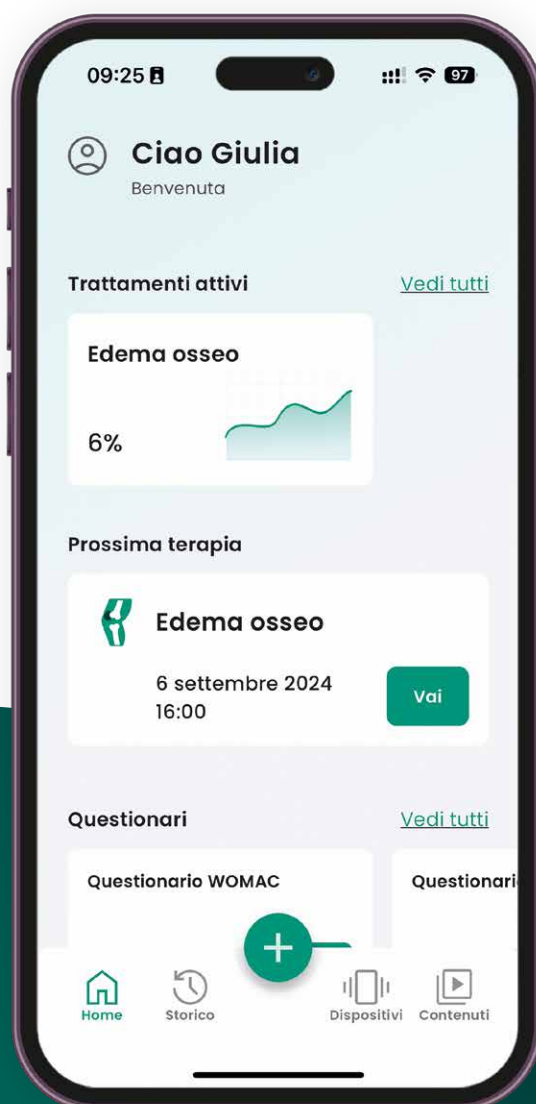 09:25
97
Ciao Giulia
Benvenuta
Trattamenti attivi
Vedi tutti
Edema osseo
6%
Prossima terapia
Edema osseo
6 settembre 2024
16:00
Vai
Questionari
Vedi tutti
Questionario WOMAC
Questionari
Home
Storico
Dispositivi
Contenuti